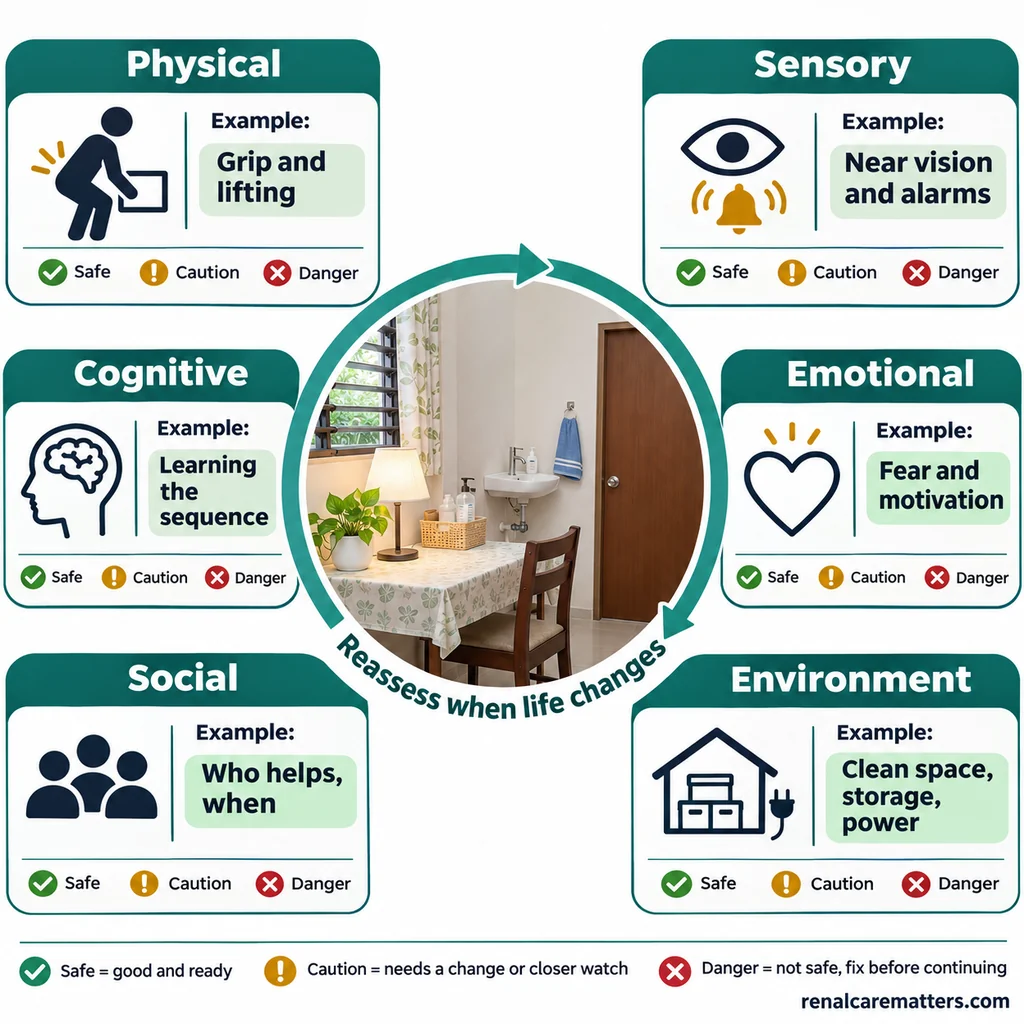 Physical
Example:
Grip and
lifting
Safe
Caution
Danger
Sensory
Example:
Near vision
and alarms
Safe
Caution
Danger
Cognitive
Example:
Learning
the
sequence
Safe
Caution
Danger
Emotional
Example:
Fear and
motivation
Safe
Caution
Danger
Reassess when life changes
Social
Example:
Who helps,
when
Safe
Caution
Danger
Environment
Example:
Clean space,
storage,
power
Safe
Caution
Danger
Safe = good and ready
Caution = needs a change or closer watch
Danger = not safe, fix before continuing
renalcarematters.com